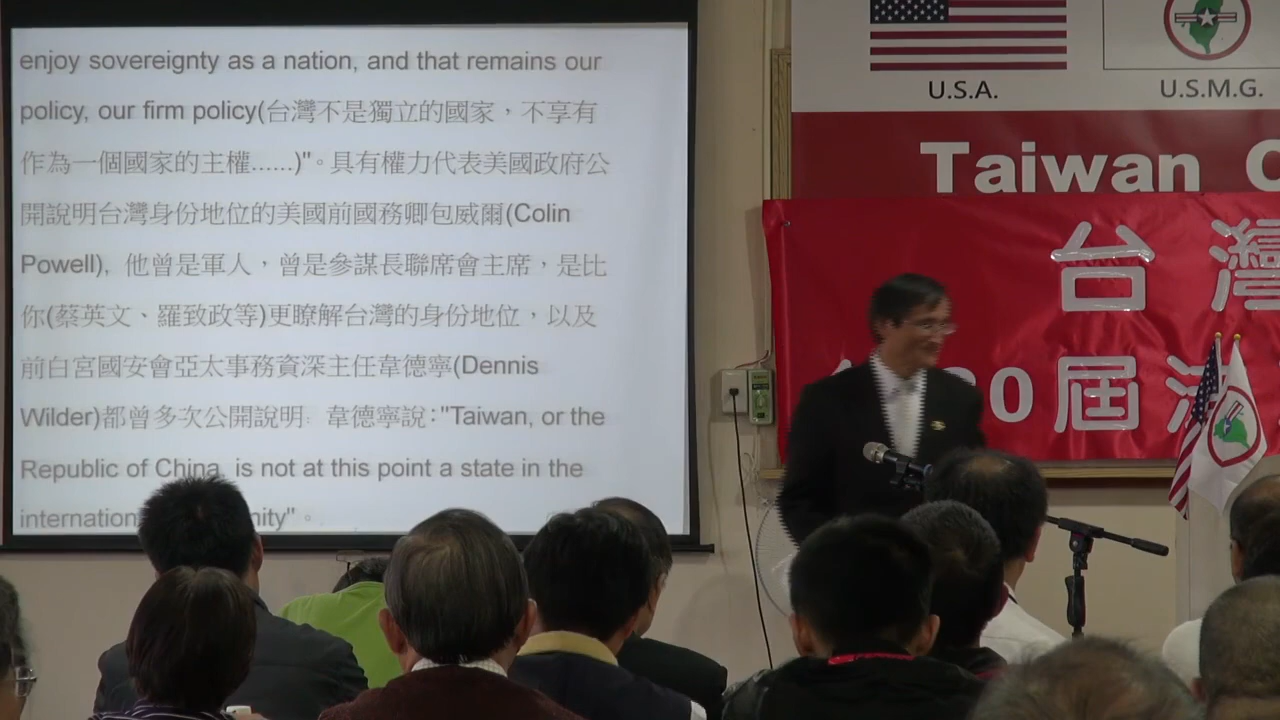 enjoy sovereignty as a nation, and that remains our
policy, our firm policy(台灣不是獨立的國家，不享有
作為一個國家的主權......)"。具有權力代表美國政府公
開說明台灣身份地位的美國前國務卿包威爾(Colin
Powell), 他曾是軍人，曾是參謀長聯席會主席，是比
你(蔡英文、羅致政等)更瞭解台灣的身份地位，以及
前白宮國安會亞太事務資深主任韋德寧(Dennis
Wilder)都曾多次公開說明: 韋德寧說："Taiwan, or the
Republic of China, is not at this point a state in the
U.S.A.
U.S.M.G.
Taiwan
台灣
30屆